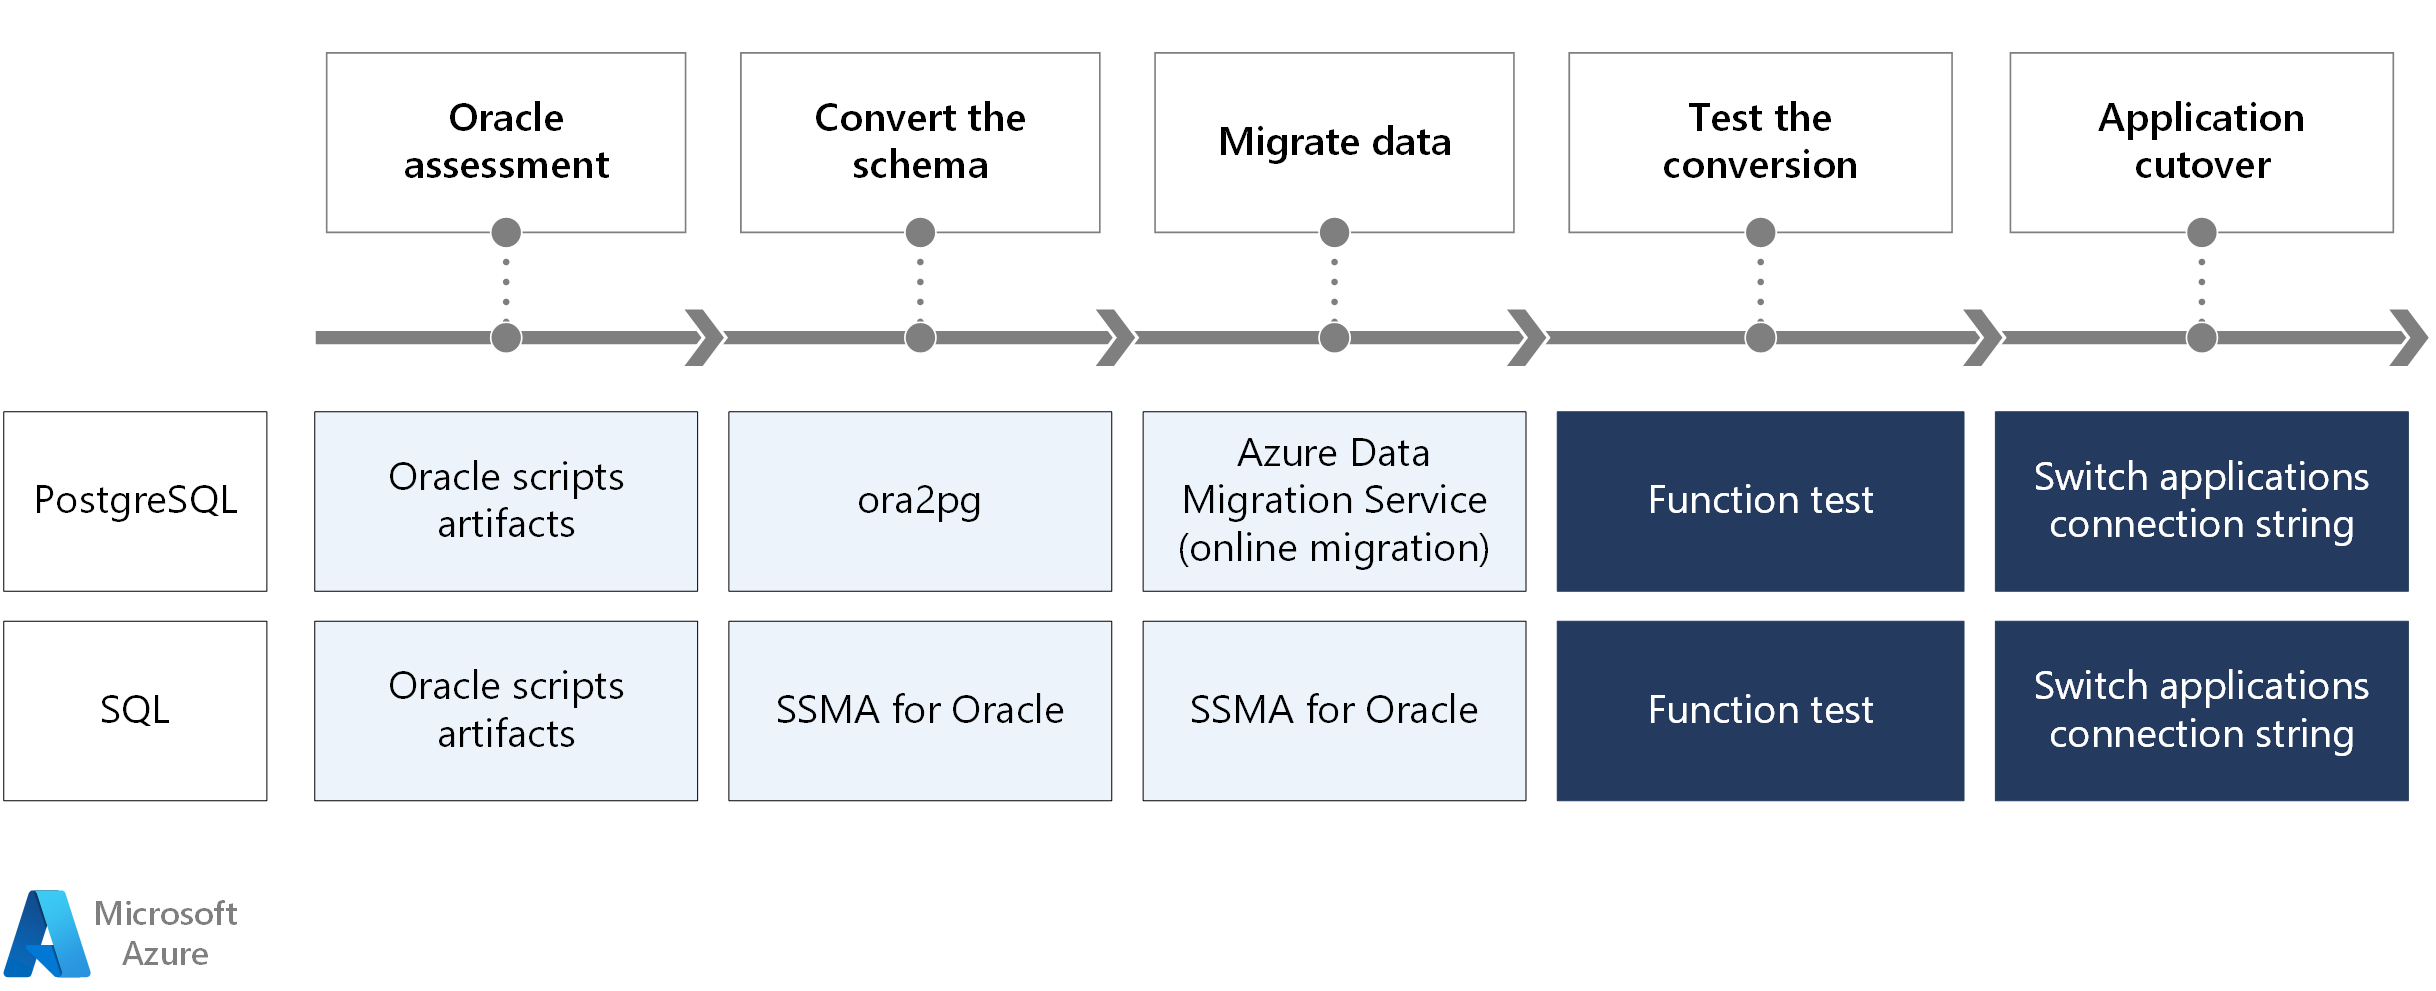 Oracle
assessment
Convert the
schema
Migrate data
Test the
conversion
Application
cutover
PostgreSQL
Oracle scripts
artifacts
ora2pg
Azure Data
Migration Service
(online migration)
Function test
Switch applications
connection string
SQL
Oracle scripts
artifacts
SSMA for Oracle
SSMA for Oracle
Function test
Switch applications
connection string
Microsoft
Azure